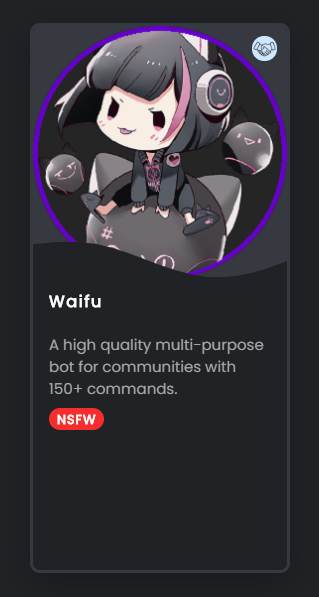 Waifu
A high quality multi-purpose
bot for communities with
150+ commands.
NSFW